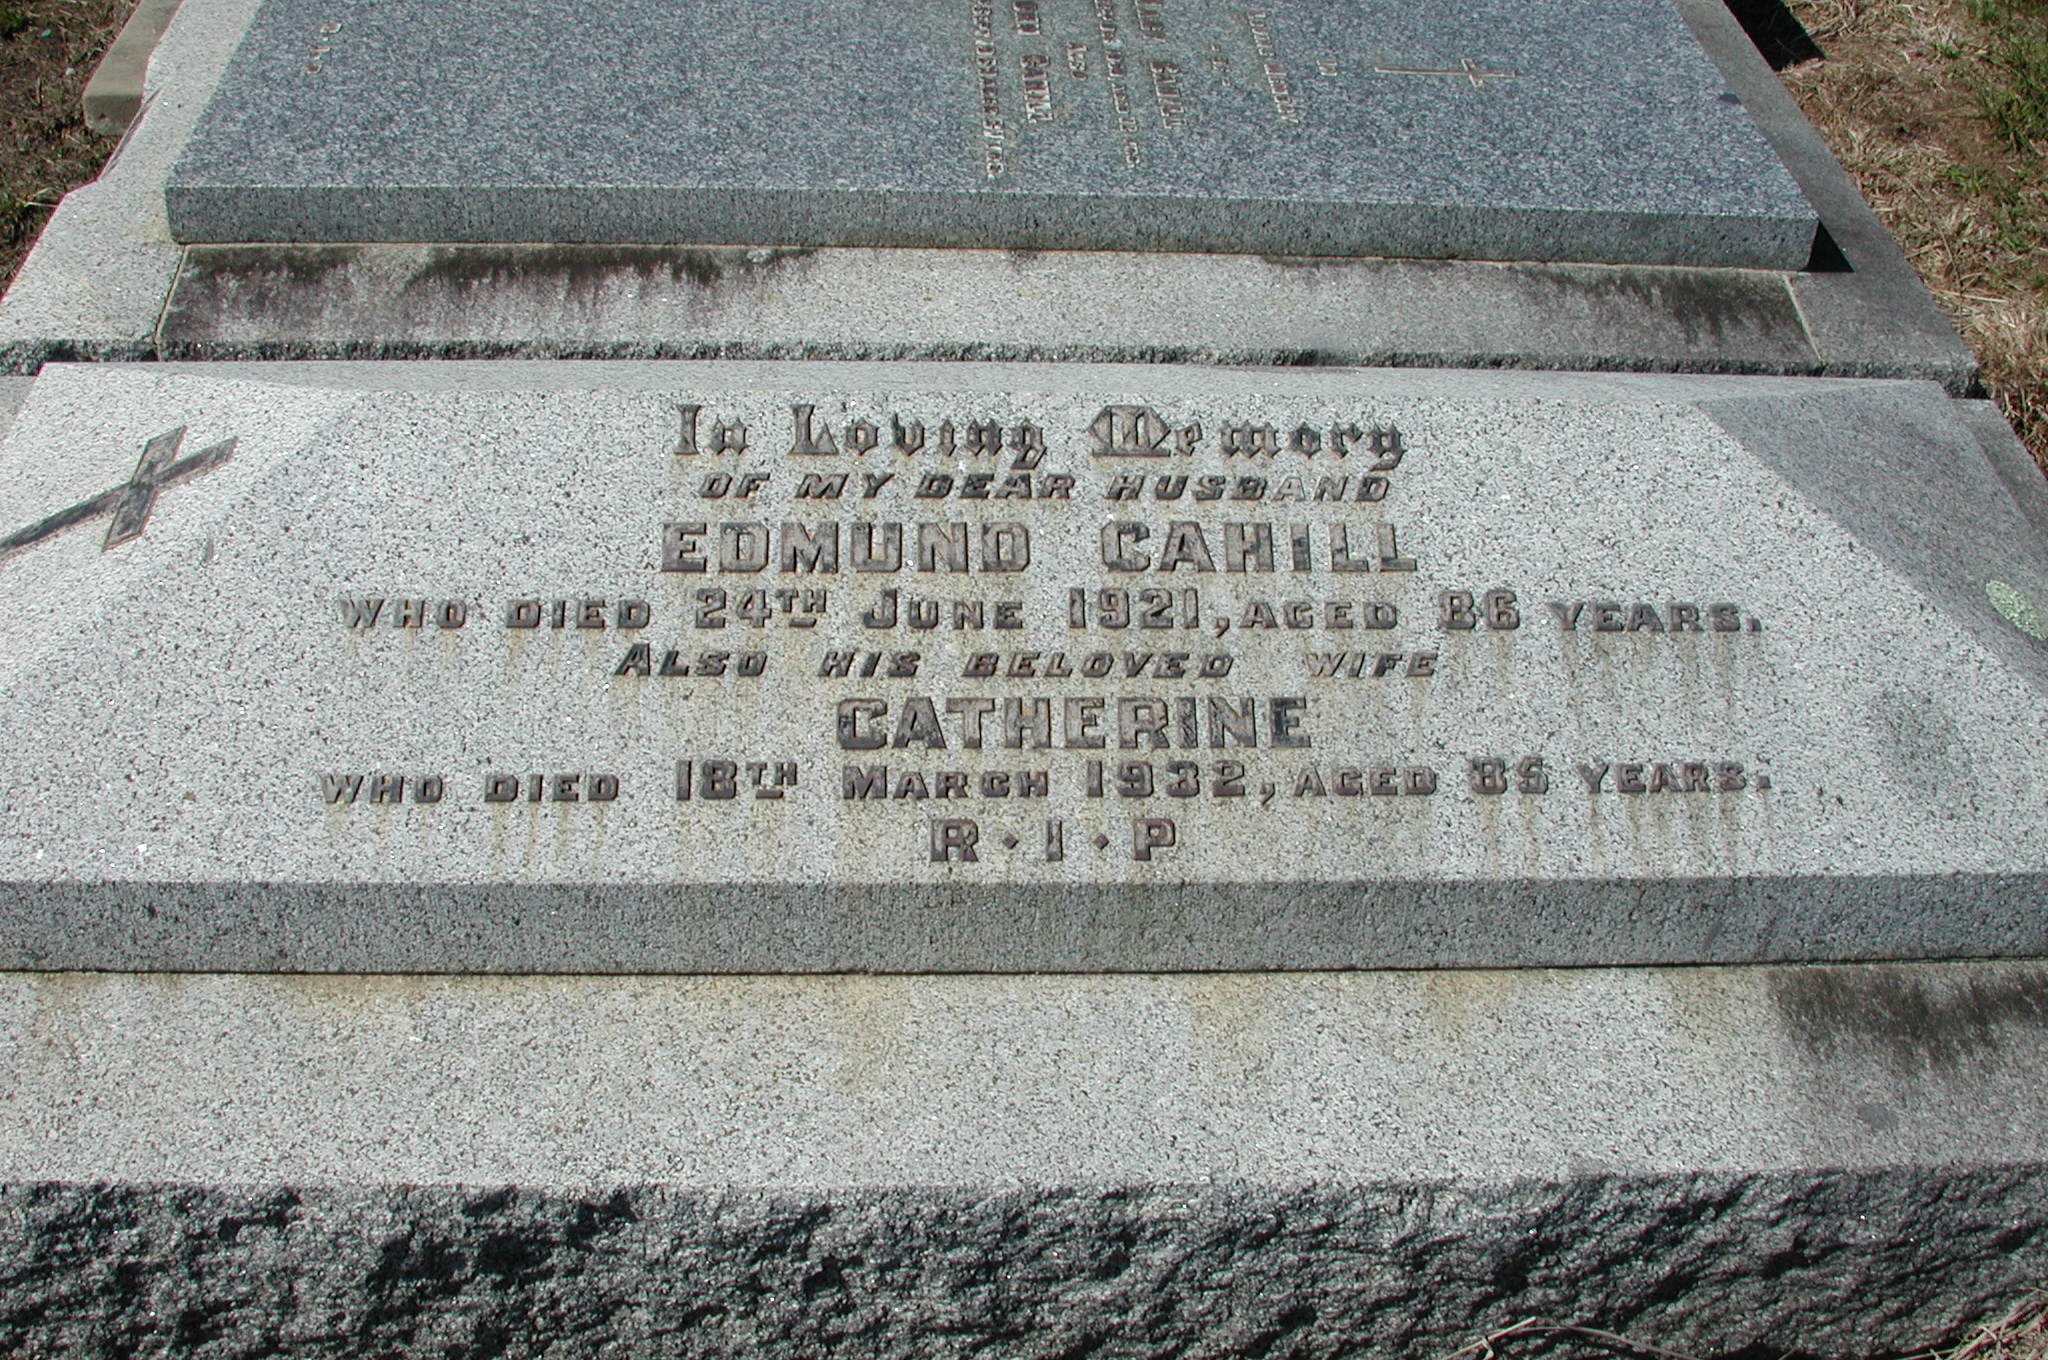 In Loving Memory
OF MY DEAR HUSBAND
EDMUND CAHILL
WHO DIED 24TH JUNE 1921, AGED 86 YEARS.
ALSO HIS BELOVED WIFE
CATHERINE
WHO DIED 18TH MARCH 1932, AGED 85 YEARS.
R·I·P